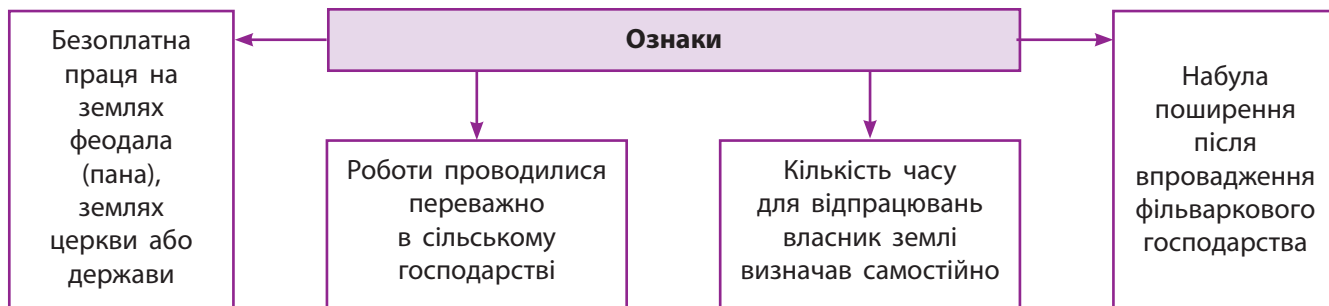 Ознаки
Безоплатна
праця на
землях
феодала
(пана),
землях
церкви або
держави
Роботи проводилися
переважно
в сільському
господарстві
Кількість часу
для відпрацювань
власник землі
визначав самостійно
Набула
поширення
після
впровадження
фільваркового
господарства